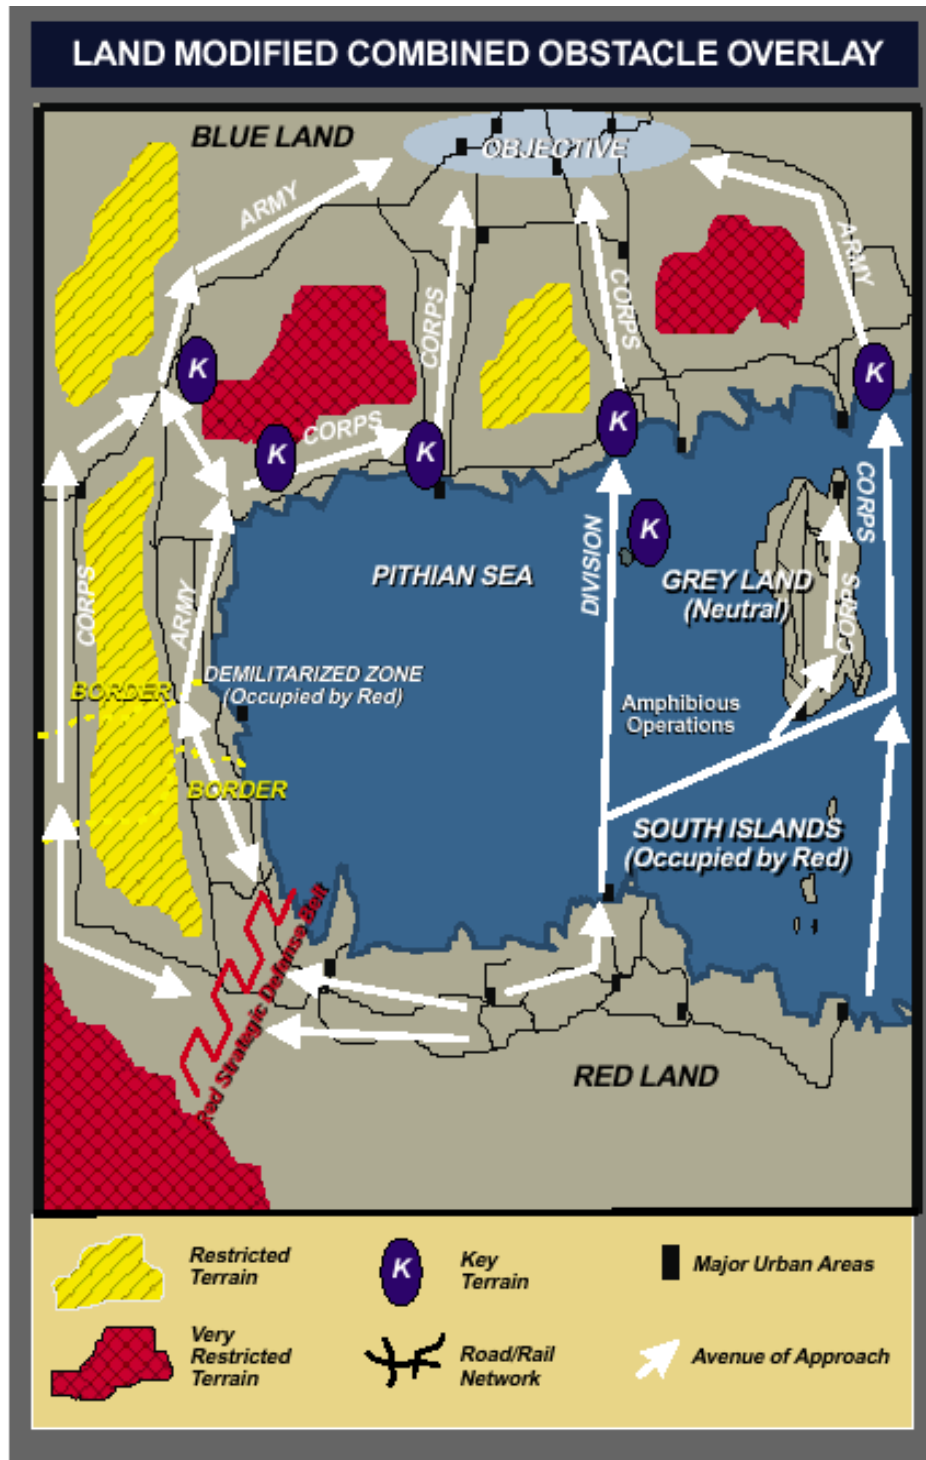 LAND MODIFIED COMBINED OBSTACLE OVERLAY
BLUE LAND
OBJECTIVE
ARMY
ARMY
CORPS
CORPS
K
K
CORPS
K
K
K
K
CORPS
DIVISION
CORPS
PITHIAN SEA
GREY LAND
(Neutral)
CORPS
ARMY
DEMILITARIZED ZONE
(Occupied by Red)
BORDER
Amphibious
Operations
BORDER
SOUTH ISLANDS
(Occupied by Red)
Red Strategic Defense Belt
RED LAND
Restricted
Terrain
K
Key
Terrain
Major Urban Areas
Very
Restricted
Terrain
Road/Rail
Network
Avenue of Approach